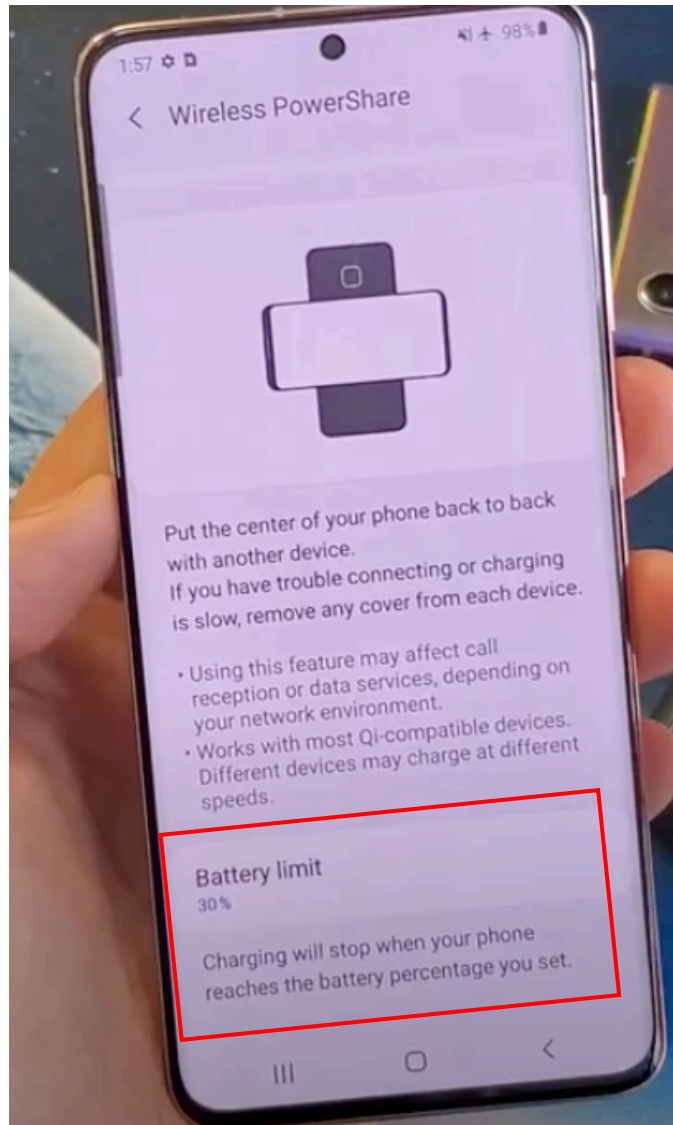 1:57 98%
Wireless PowerShare
Put the center of your phone back to back
with another device.
If you have trouble connecting or charging
is slow, remove any cover from each device.
• Using this feature may affect call
reception or data services, depending on
your network environment.
• Works with most Qi-compatible devices.
Different devices may charge at different
speeds.
Battery limit
30%
Charging will stop when your phone
reaches the battery percentage you set.